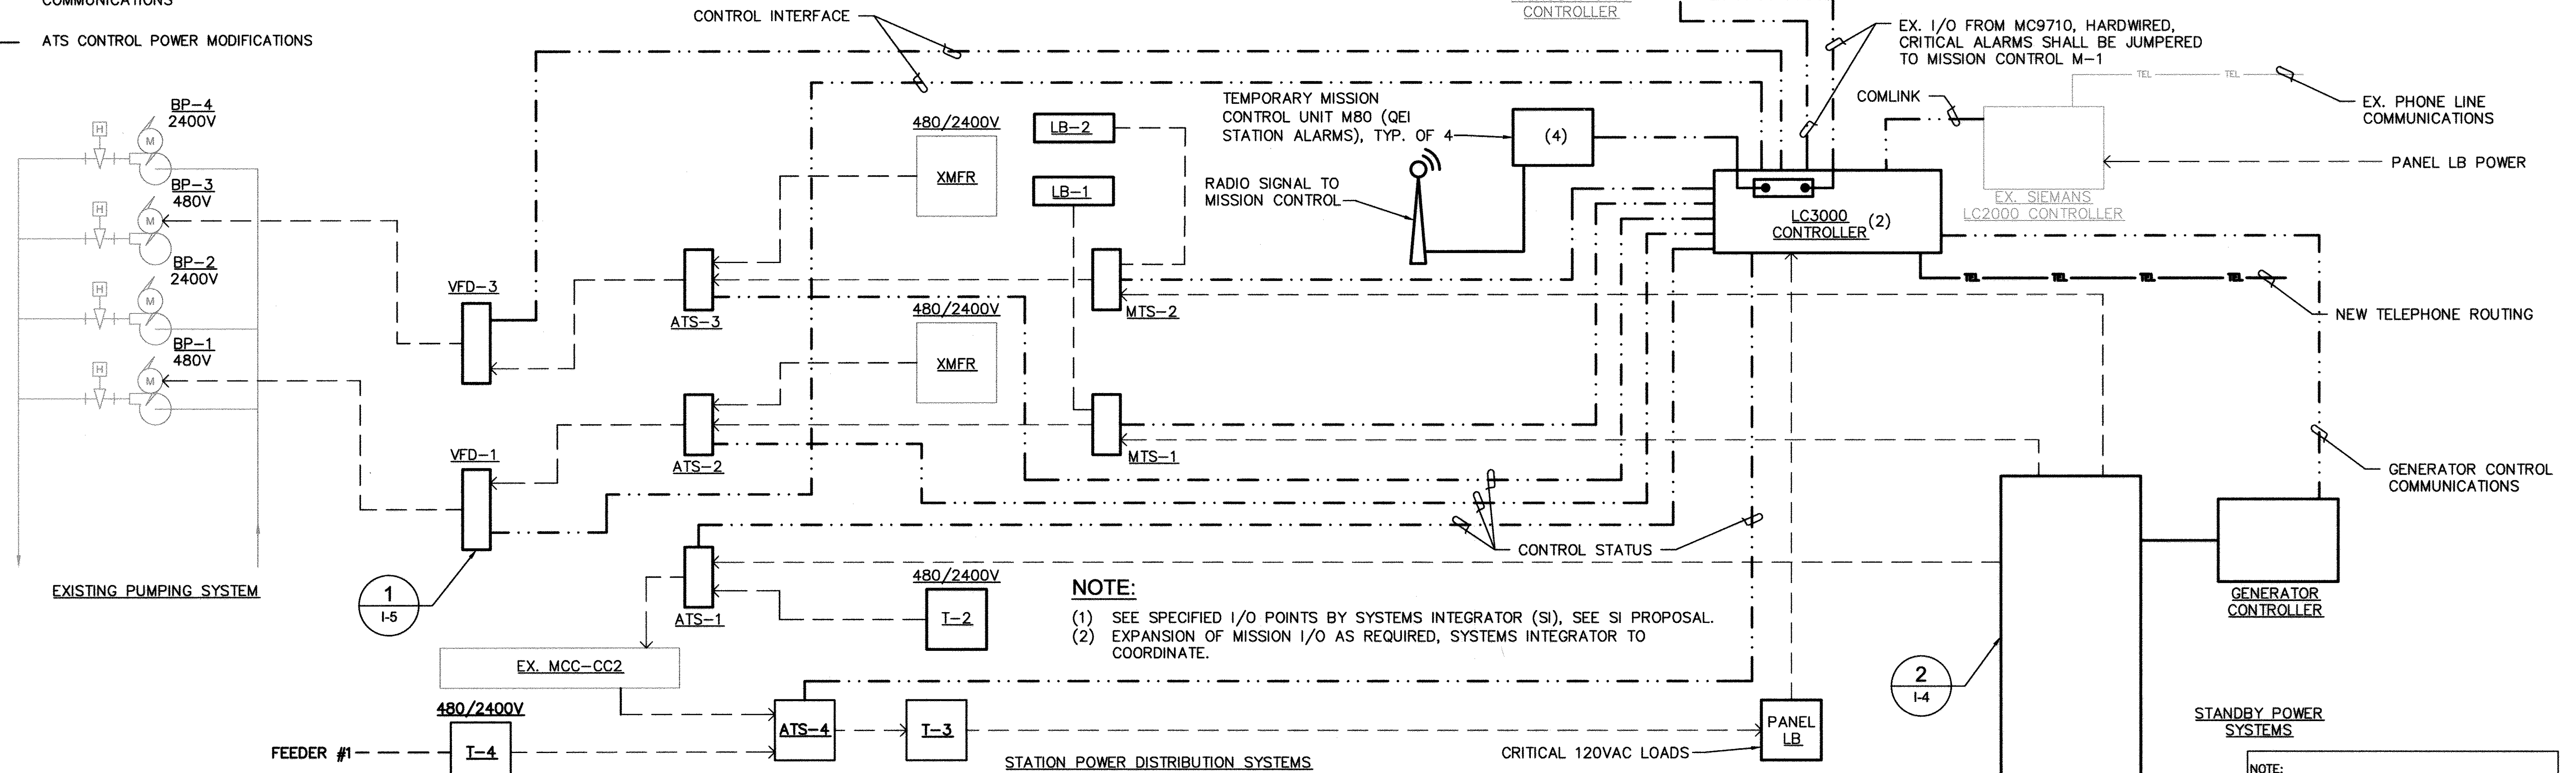 COMMUNICATIONS
ATS CONTROL POWER MODIFICATIONS
CONTROL INTERFACE
CONTROLLER
EX. I/O FROM MC9710, HARDWIRED,
CRITICAL ALARMS SHALL BE JUMPERED
TO MISSION CONTROL M-1
TEL
TEL
COMLINK
EX. PHONE LINE
COMMUNICATIONS
PANEL LB POWER
EX. SIEMANS
LC2000 CONTROLLER
BP-4
2400V
H
M
BP-3
480V
H
M
BP-2
2400V
H
M
BP-1
480V
H
M
EXISTING PUMPING SYSTEM
VFD-3
VFD-1
1
I-5
480/2400V
XMFR
ATS-3
480/2400V
XMFR
ATS-2
LB-2
LB-1
MTS-2
MTS-1
TEMPORARY MISSION
CONTROL UNIT M80 (QEI
STATION ALARMS), TYP. OF 4
(4)
RADIO SIGNAL TO
MISSION CONTROL
LC3000
CONTROLLER (2)
TEL
TEL
TEL
TEL
NEW TELEPHONE ROUTING
GENERATOR CONTROL
COMMUNICATIONS
CONTROL STATUS
480/2400V
T-2
ATS-1
NOTE:
(1) SEE SPECIFIED I/O POINTS BY SYSTEMS INTEGRATOR (SI), SEE SI PROPOSAL.
(2) EXPANSION OF MISSION I/O AS REQUIRED, SYSTEMS INTEGRATOR TO
COORDINATE.
GENERATOR
CONTROLLER
EX. MCC-CC2
2
I-4
480/2400V
FEEDER #1
T-4
ATS-4
T-3
PANEL
LB
CRITICAL 120VAC LOADS
STATION POWER DISTRIBUTION SYSTEMS
STANDBY POWER
SYSTEMS
NOTE: